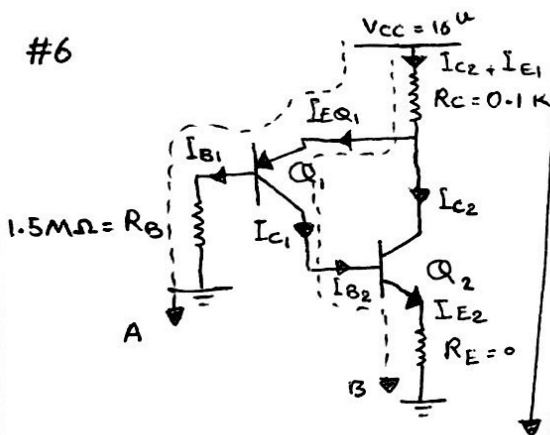 #6
VCC = 16 V
IC2 + IE1
RC = 0.1 K
IEQ1
IB1
Q1
1.5MΩ = RB
IC1
IC2
IB2
Q2
IE2
A
RE = 0
B